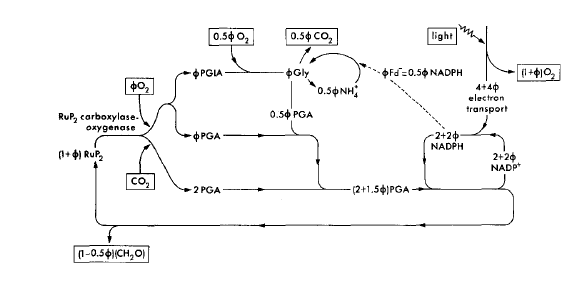 0.5ϕ O₂
0.5ϕ CO₂
light
ϕO₂
ϕPGlA
ϕGly
0.5ϕNH₄⁺
ϕFd⁻=0.5ϕ NADPH
(1+ϕ)O₂
4+4ϕ
electron
transport
RuP₂ carboxylase-
oxygenase
0.5ϕ PGA
(1+ϕ) RuP₂
ϕPGA
2+2ϕ
NADPH
2+2ϕ
NADP⁺
CO₂
2 PGA
(2+1.5ϕ)PGA
(1-0.5ϕ)(CH₂O)